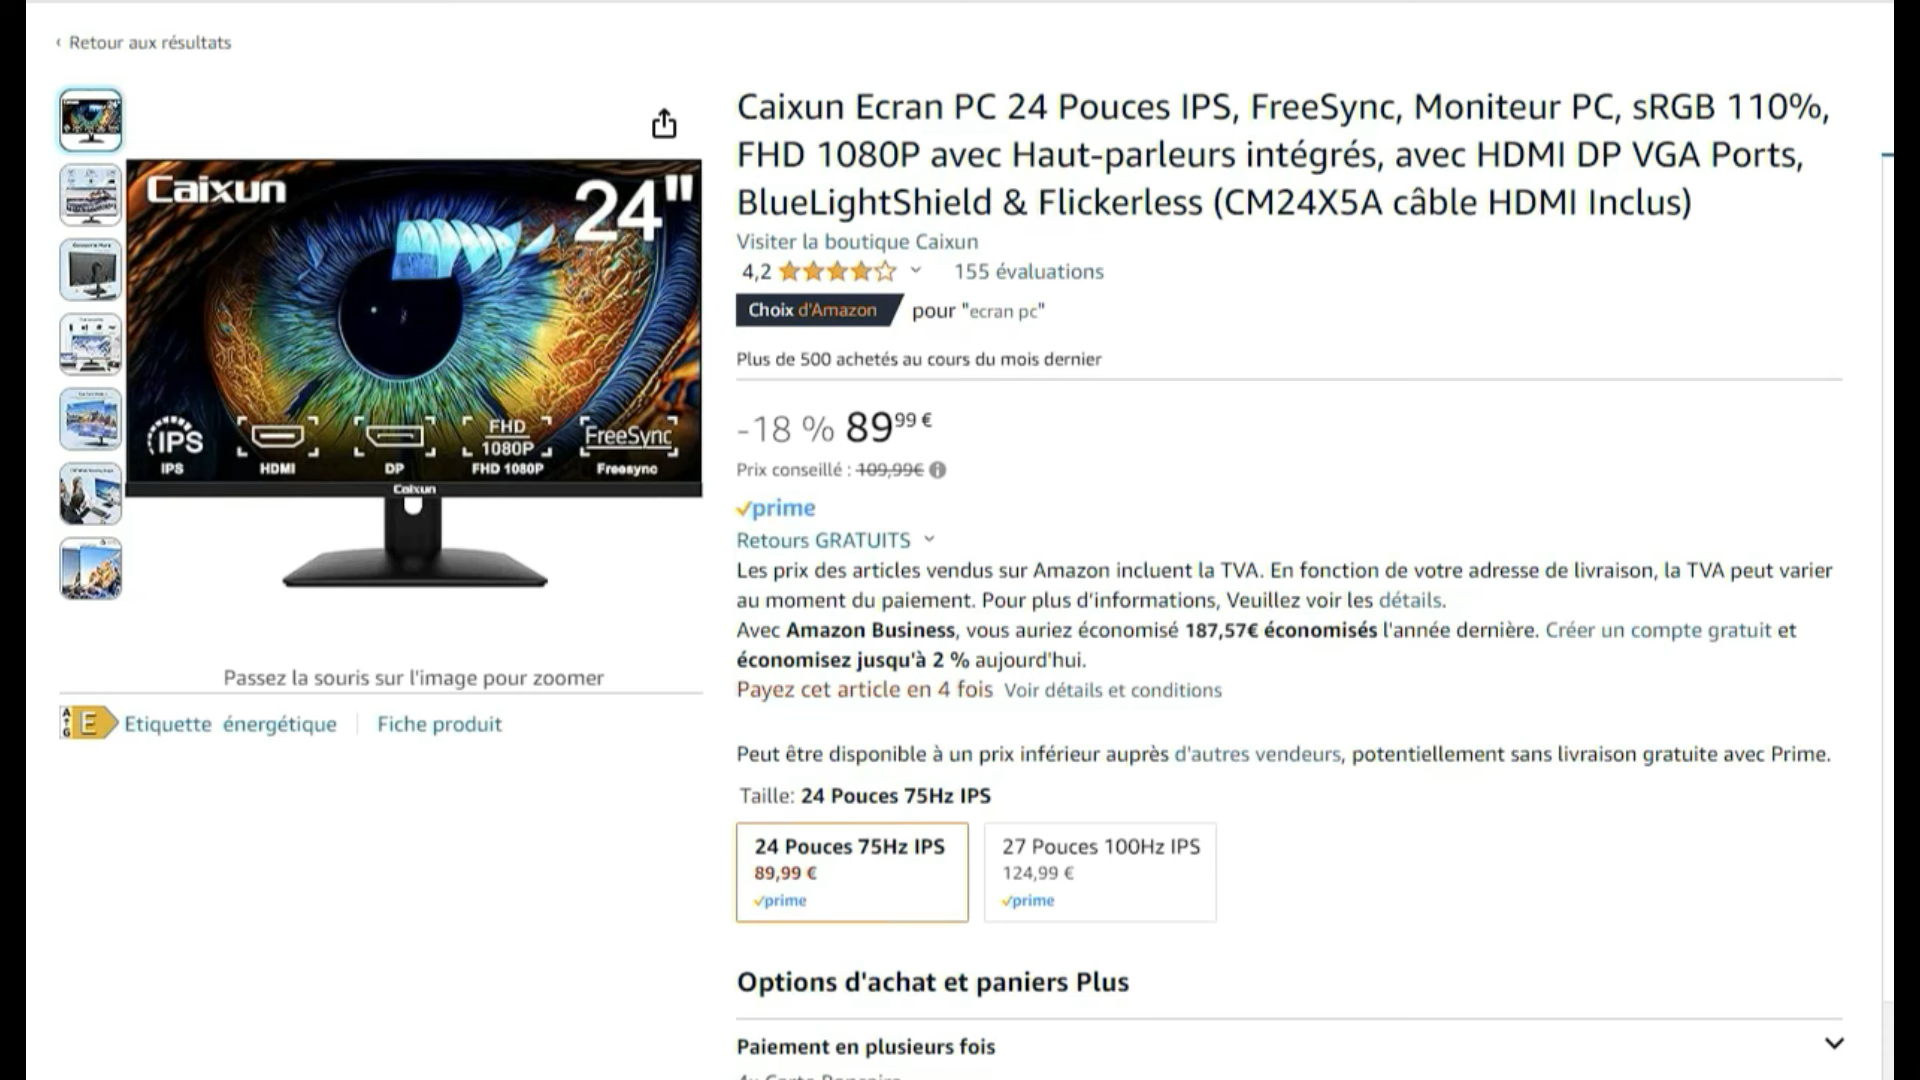 ‹ Retour aux résultats
Caixun
24"
IPS
IPS
HDMI
DP
FHD
1080P
FHD 1080P
FreeSync
Freesync
Caixun
Passez la souris sur l'image pour zoomer
A
G
E
Etiquette énergétique
Fiche produit
Caixun Ecran PC 24 Pouces IPS, FreeSync, Moniteur PC, sRGB 110%,
FHD 1080P avec Haut-parleurs intégrés, avec HDMI DP VGA Ports,
BlueLightShield & Flickerless (CM24X5A câble HDMI Inclus)
Visiter la boutique Caixun
4,2 155 évaluations
Choix d'Amazon pour "ecran pc"
Plus de 500 achetés au cours du mois dernier
-18 % 89,99 €
Prix conseillé : 109,99€
prime
Retours GRATUITS
Les prix des articles vendus sur Amazon incluent la TVA. En fonction de votre adresse de livraison, la TVA peut varier
au moment du paiement. Pour plus d'informations, Veuillez voir les détails.
Avec Amazon Business, vous auriez économisé 187,57€ économisés l'année dernière. Créer un compte gratuit et
économisez jusqu'à 2 % aujourd'hui.
Payez cet article en 4 fois Voir détails et conditions
Peut être disponible à un prix inférieur auprès d'autres vendeurs, potentiellement sans livraison gratuite avec Prime.
Taille: 24 Pouces 75Hz IPS
24 Pouces 75Hz IPS
89,99 €
prime
27 Pouces 100Hz IPS
124,99 €
prime
Options d'achat et paniers Plus
Paiement en plusieurs fois